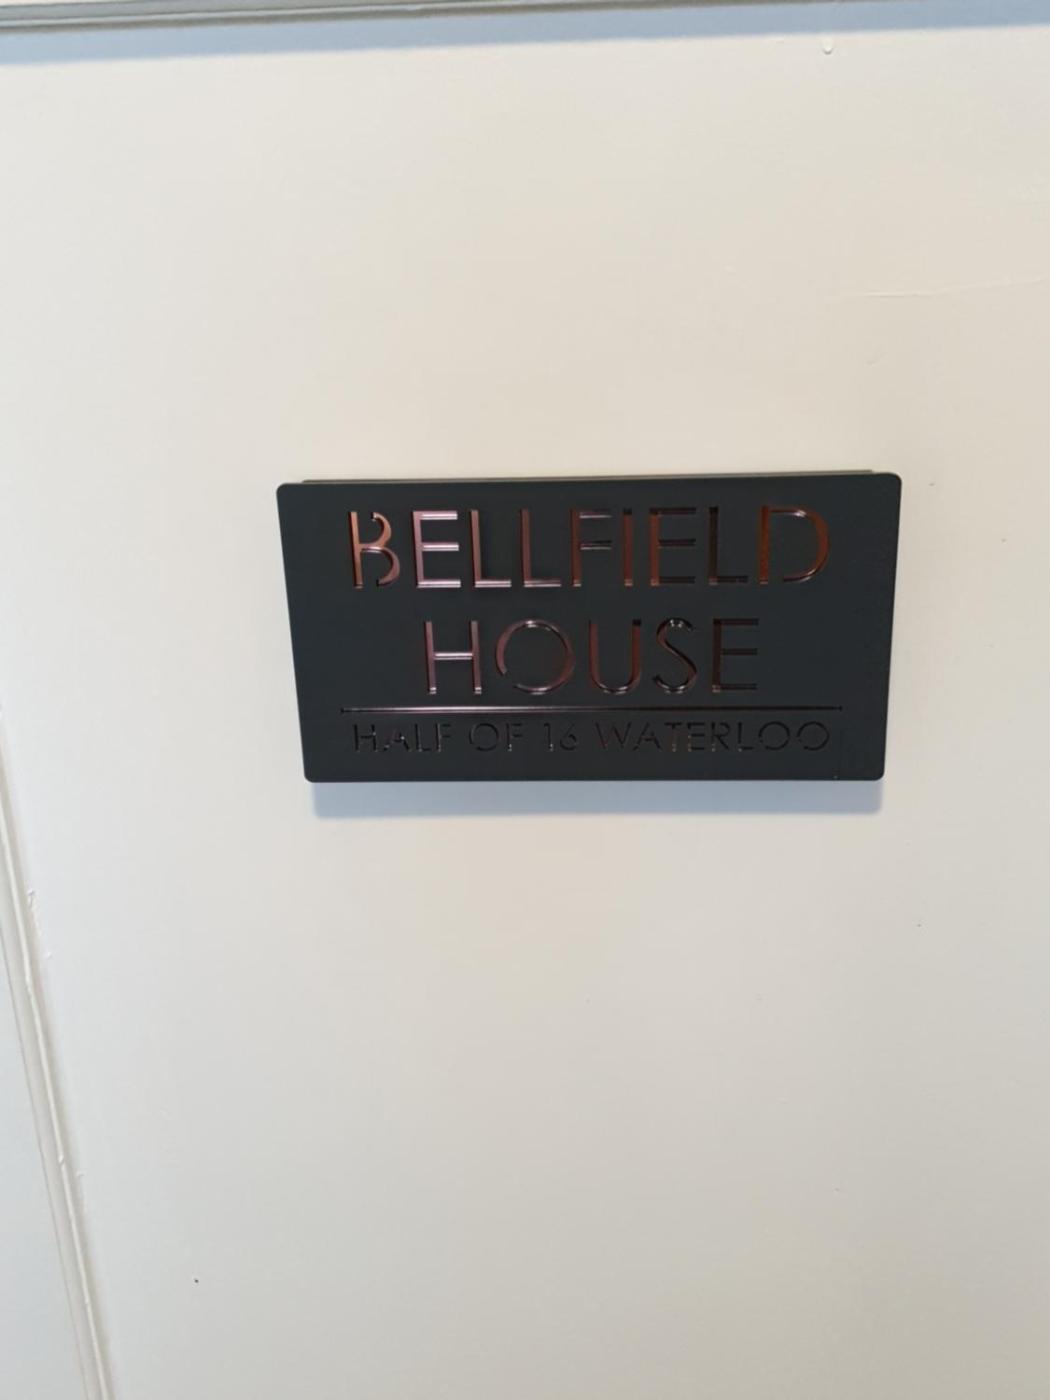 BELLFIELD
HOUSE
HALF OF 16 WATERLOO